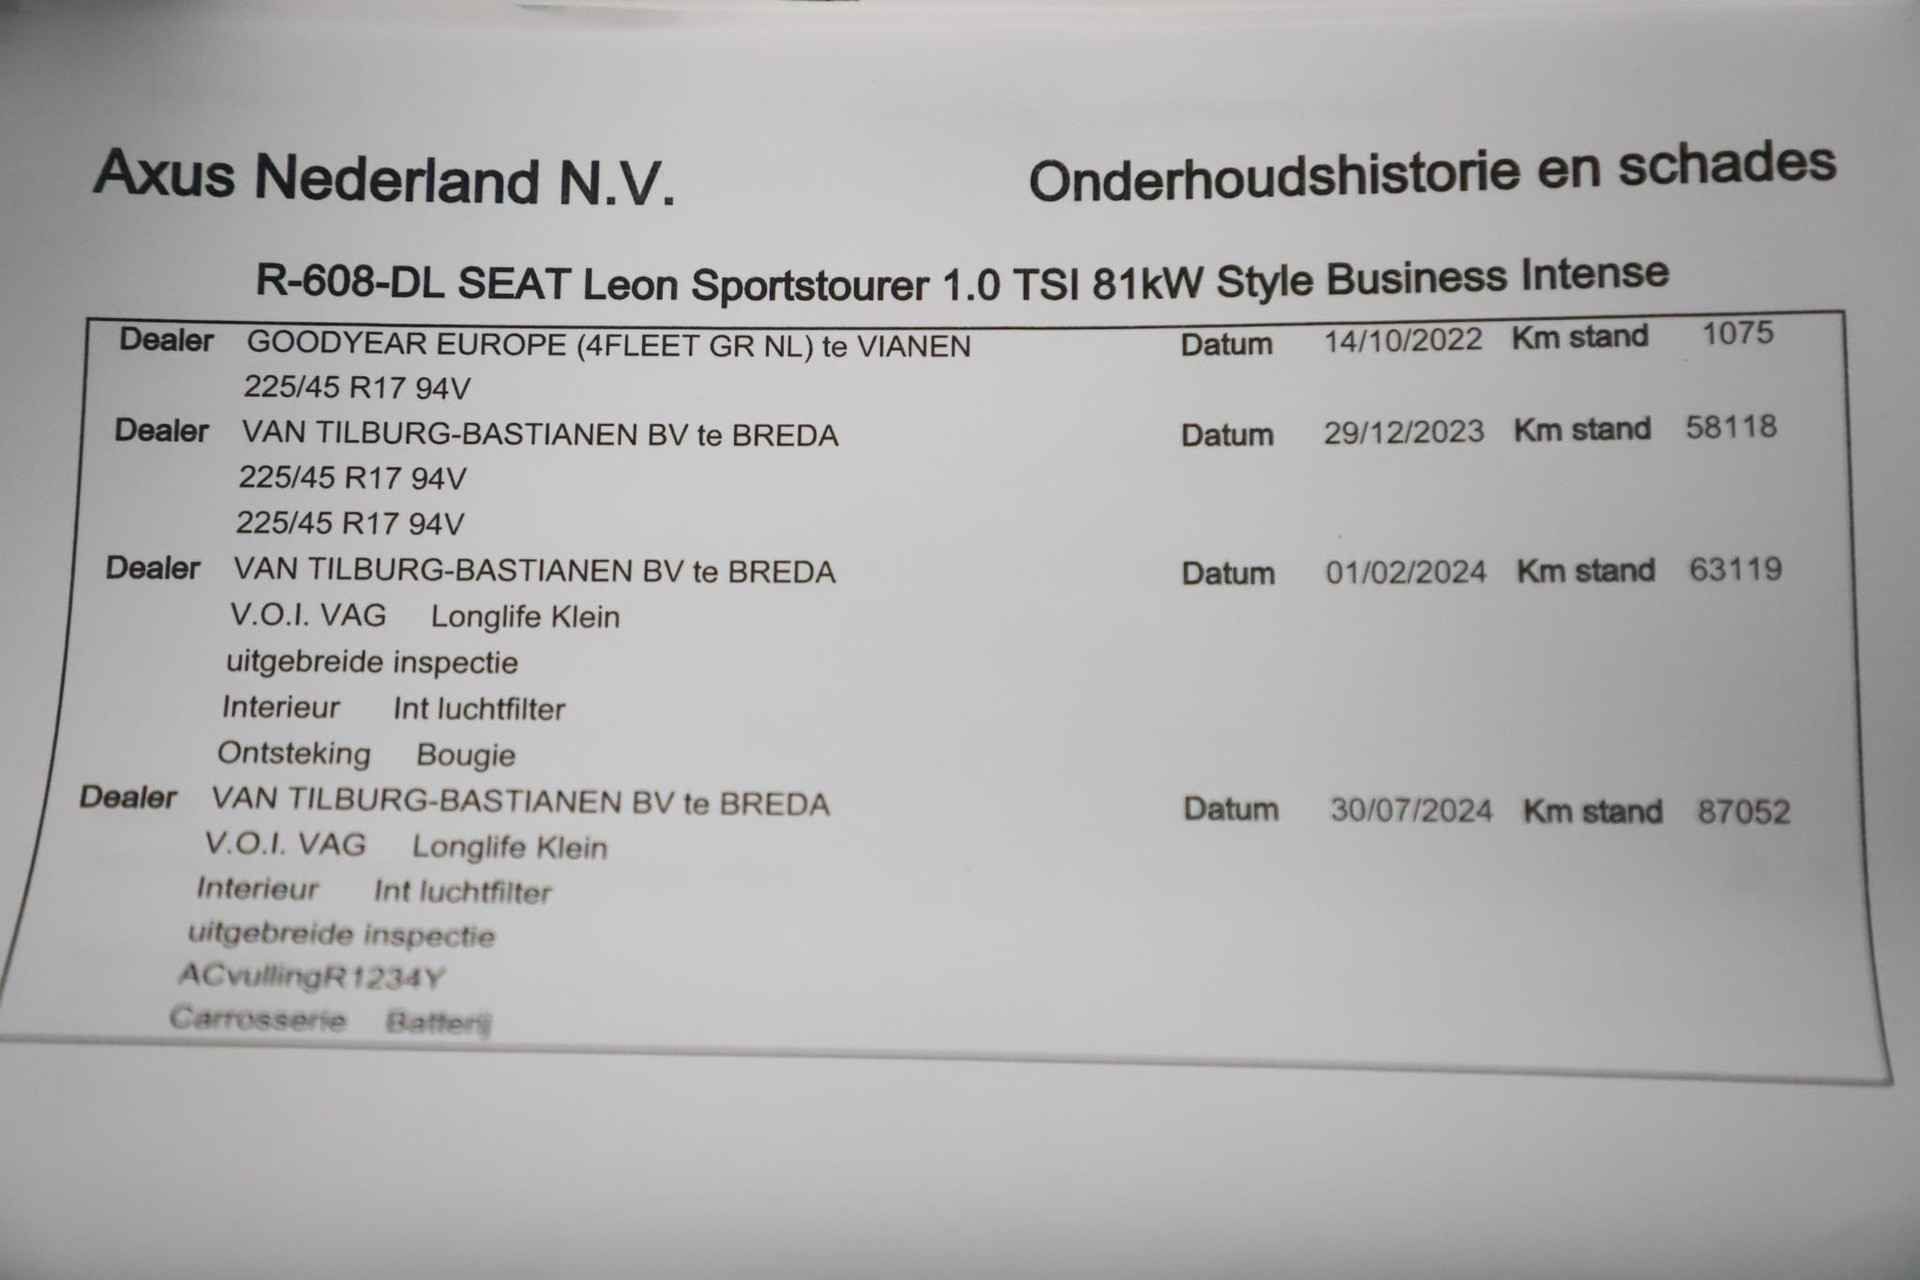 Axus Nederland N.V. Onderhoudshistorie en schades
R-608-DL SEAT Leon Sportstourer 1.0 TSI 81kW Style Business Intense
Dealer GOODYEAR EUROPE (4FLEET GR NL) te VIANEN Datum 14/10/2022 Km stand 1075
225/45 R17 94V
Dealer VAN TILBURG-BASTIANEN BV te BREDA Datum 29/12/2023 Km stand 58118
225/45 R17 94V
225/45 R17 94V
Dealer VAN TILBURG-BASTIANEN BV te BREDA Datum 01/02/2024 Km stand 63119
V.O.I. VAG Longlife Klein
uitgebreide inspectie
Interieur Int luchtfilter
Ontsteking Bougie
Dealer VAN TILBURG-BASTIANEN BV te BREDA Datum 30/07/2024 Km stand 87052
V.O.I. VAG Longlife Klein
Interieur Int luchtfilter
uitgebreide inspectie
ACvullingR1234Y
Carrosserie Batterij